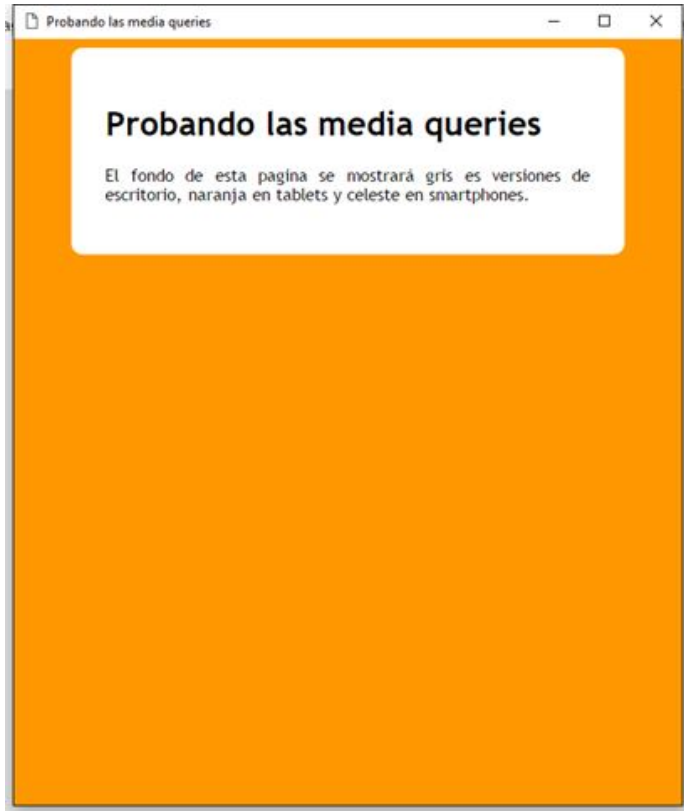 Probando las media queries
Probando las media queries
El fondo de esta pagina se mostrará gris es versiones de
escritorio, naranja en tablets y celeste en smartphones.